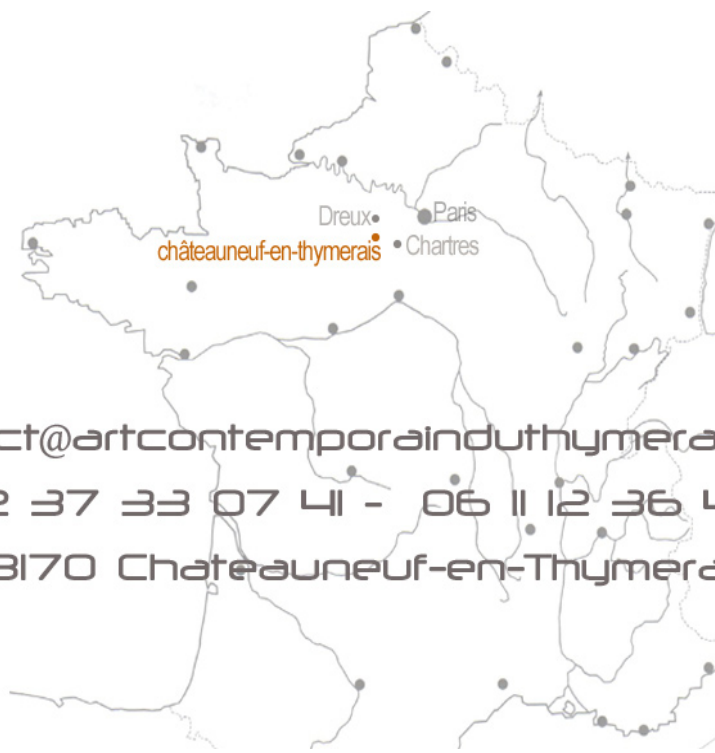 Dreux
Paris
châteauneuf-en-thymerais
Chartres
ct@artcontemporainduthymera
2 37 33 07 41 - 06 11 12 36 4
8170 Chateauneuf-en-Thymera